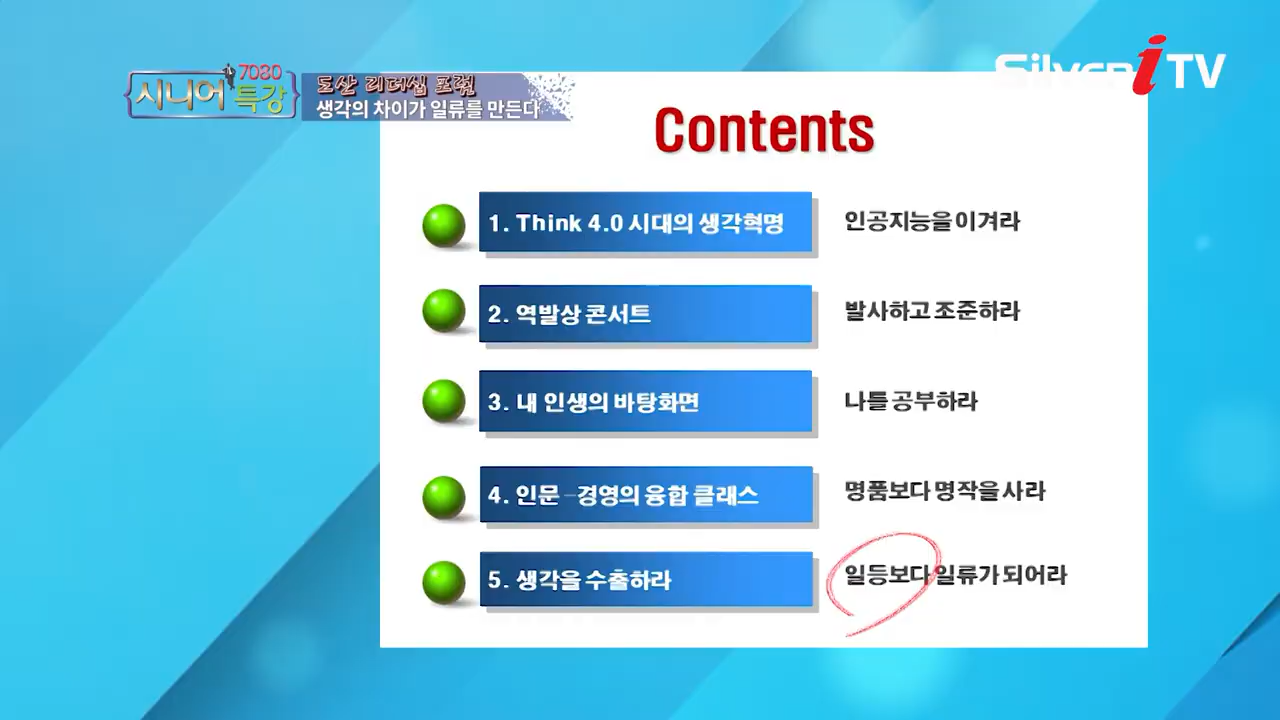 시니어
7080
특강
도산 리더십 포럼
생각의 차이가 일류를 만든다
Silver i TV
Contents
1. Think 4.0 시대의 생각혁명
인공지능을 이겨라
2. 역발상 콘서트
발사하고 조준하라
3. 내 인생의 바탕화면
나를 공부하라
4. 인문-경영의 융합 클래스
명품보다 명작을 사라
5. 생각을 수출하라
일등보다 일류가 되어라